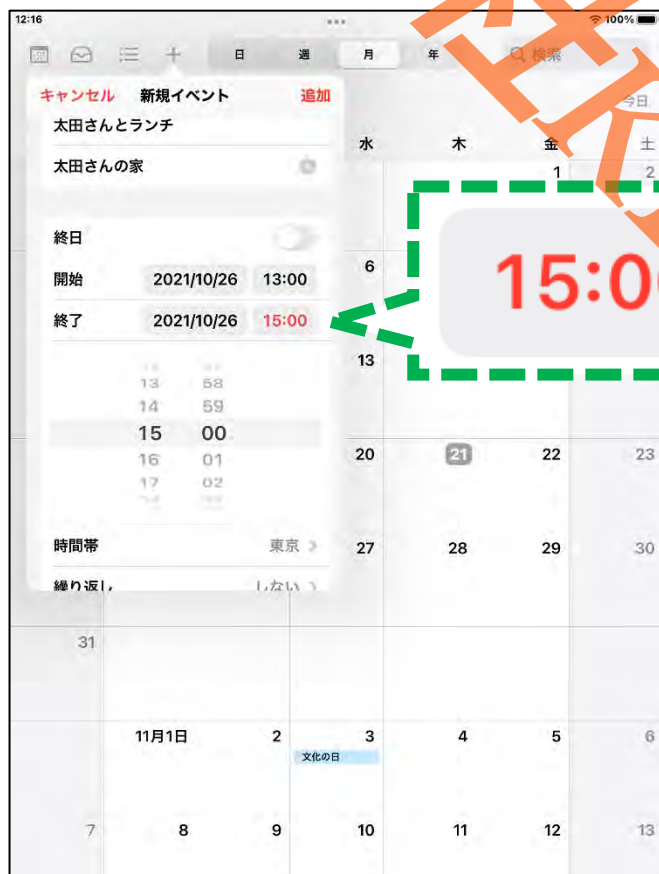 12:16 100%
日 週 月 年 検索
キャンセル 新規イベント 追加
今日
太田さんとランチ
水 木 金 土
太田さんの家
1 2
終日
開始 2021/10/26 13:00
6
15:0
終了 2021/10/26 15:00
13
13 58
14 59
15 00
20 21 22 23
16 01
17 02
時間帯 東京
27 28 29 30
繰り返し しない
31
11月1日 2 3 4 5 6
文化の日
7 8 9 10 11 12 13